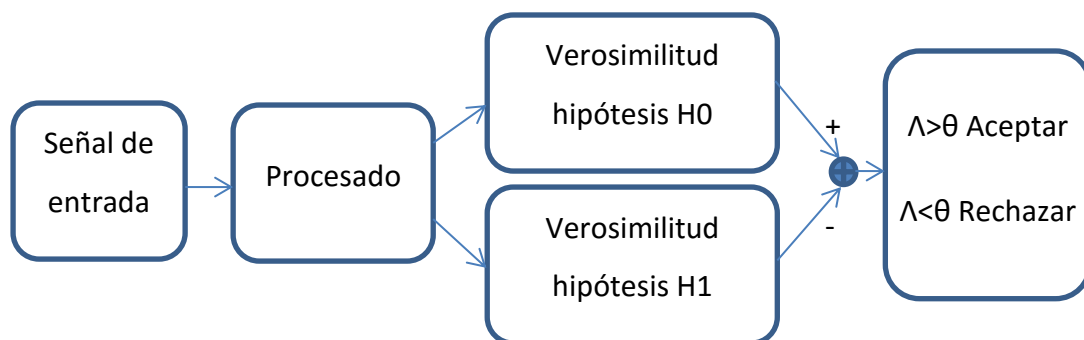 Señal de
entrada
Procesado
Verosimilitud
hipótesis H0
Verosimilitud
hipótesis H1
+
-
Λ>θ Aceptar
Λ<θ Rechazar